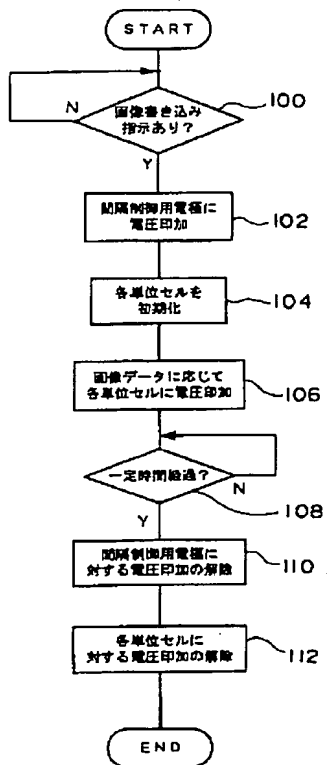 START
画像書き込み
指示あり?
100
N
Y
間隔制御用電極に
電圧印加
102
各単位セルを
初期化
104
画像データに応じて
各単位セルに電圧印加
106
一定時間経過?
N
108
Y
間隔制御用電極に
対する電圧印加の解除
110
各単位セルに
対する電圧印加の解除
112
END